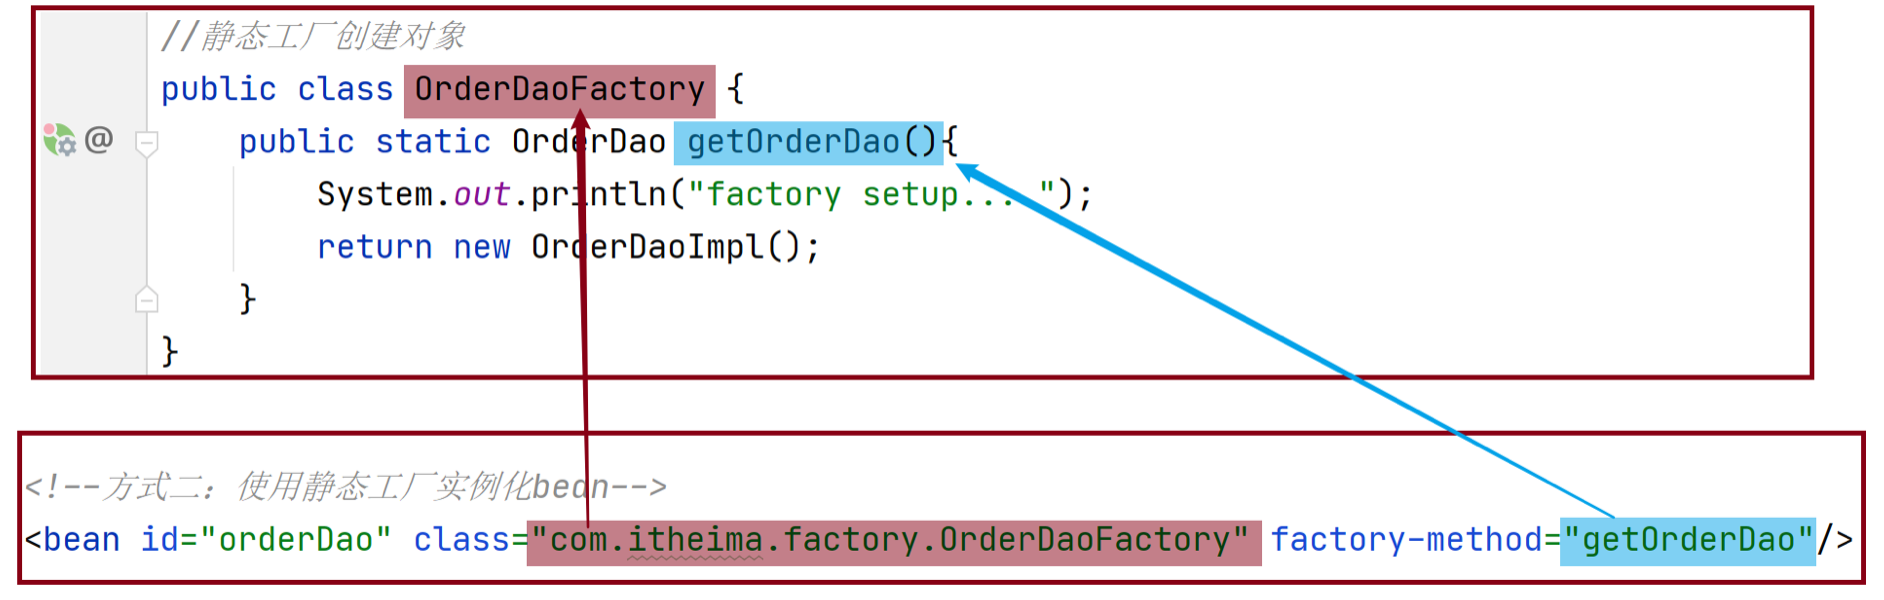 //静态工厂创建对象
public class OrderDaoFactory {
@ public static OrderDao getOrderDao(){
System.out.println("factory setup... ");
return new OrderDaoImpl();
}
}
<!--方式二：使用静态工厂实例化bean-->
<bean id="orderDao" class="com.itheima.factory.OrderDaoFactory" factory-method="getOrderDao"/>